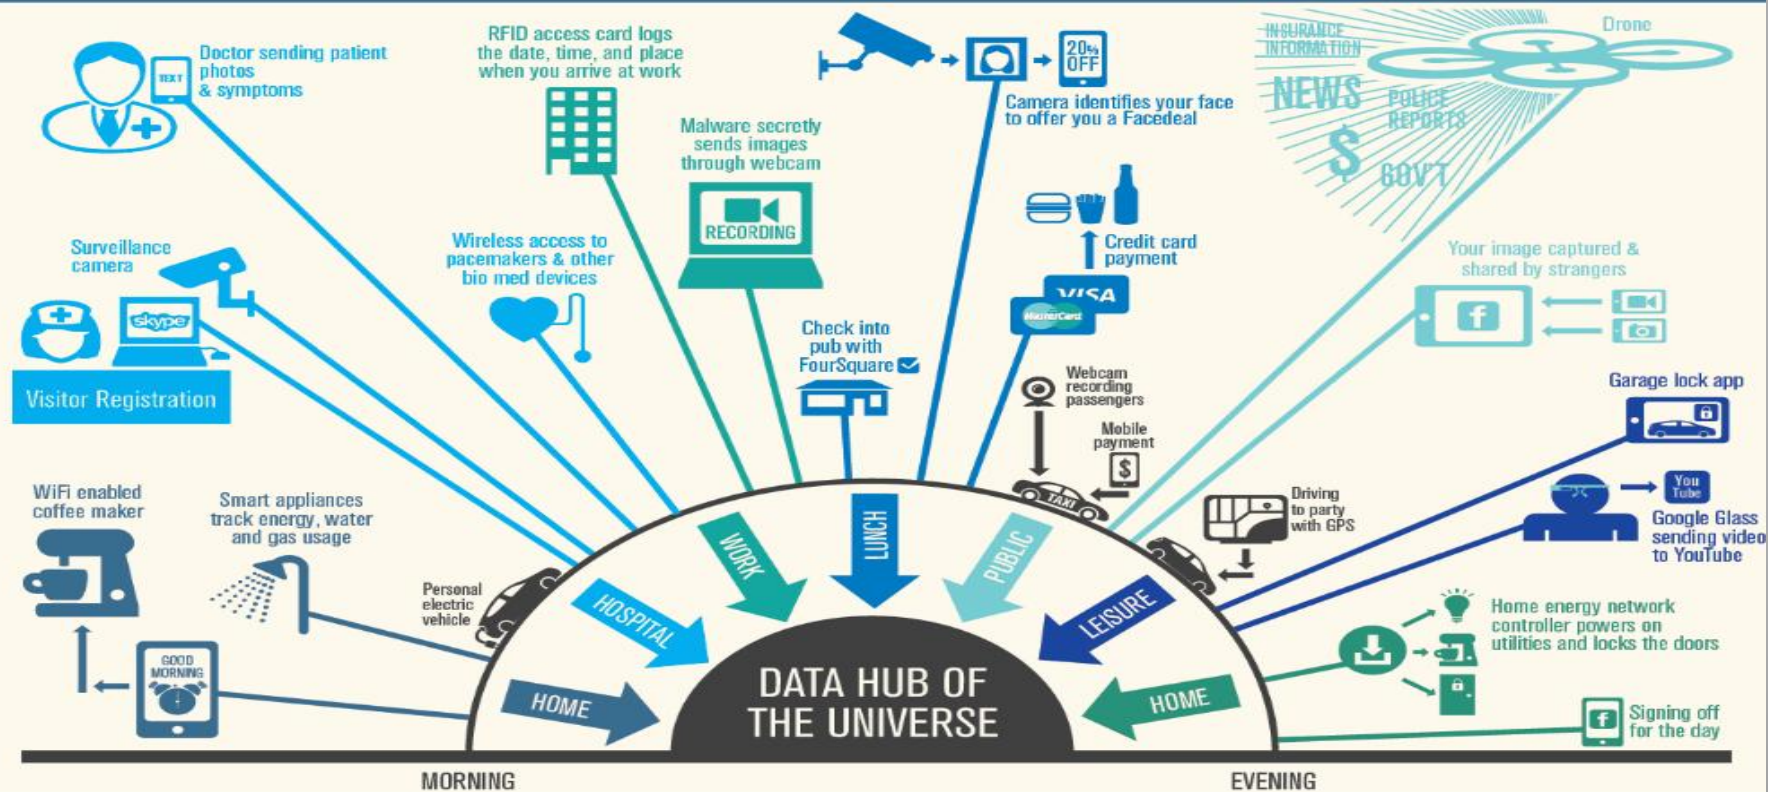 Doctor sending patient
photos
& symptoms
TEXT
RFID access card logs
the date, time, and place
when you arrive at work
Malware secretly
sends images
through webcam
RECORDING
20% OFF
Camera identifies your face
to offer you a Facedeal
INSURANCE
INFORMATION
NEWS
POLICE
REPORTS
$
GOV'T
Drone
Surveillance
camera
skype
Visitor Registration
Wireless access to
pacemakers & other
bio med devices
Check into
pub with
FourSquare
Credit card
payment
VISA
MasterCard
Your image captured &
shared by strangers
f
Webcam
recording
passengers
Mobile
payment
$
TAXI
Driving
to party
with GPS
Garage lock app
You
Tube
Google Glass
sending video
to YouTube
WiFi enabled
coffee maker
Smart appliances
track energy, water
and gas usage
Personal
electric
vehicle
GOOD
MORNING
HOME
HOSPITAL
WORK
LUNCH
PUBLIC
LEISURE
HOME
DATA HUB OF
THE UNIVERSE
Home energy network
controller powers on
utilities and locks the doors
f
Signing off
for the day
MORNING
EVENING